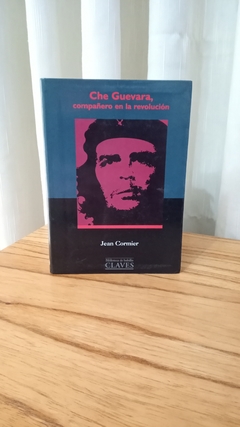 Che Guevara,
compañero en la revolución
Jean Cormier
CLAVES